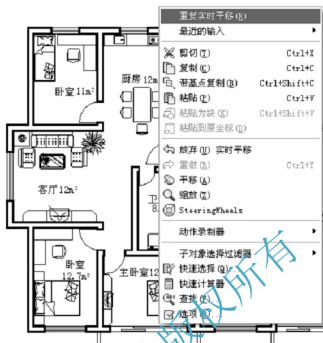 重复实时平移(R)
最近的输入
剪切(T) Ctrl+X
复制(C) Ctrl+C
带基点复制(B) Ctrl+Shift+C
粘贴(P) Ctrl+V
粘贴为块(K) Ctrl+Shift+V
粘贴到原坐标(D)
放弃(U) 实时平移
重做(R) Ctrl+Y
平移(A)
缩放(Z)
SteeringWheels
动作录制器
子对象选择过滤器
快速选择(Q)
快速计算器
查找(F)
选项(O)
卧室11m²
厨房 12m
客厅12m²
卧室
12.7m²
主卧室12
版权所有